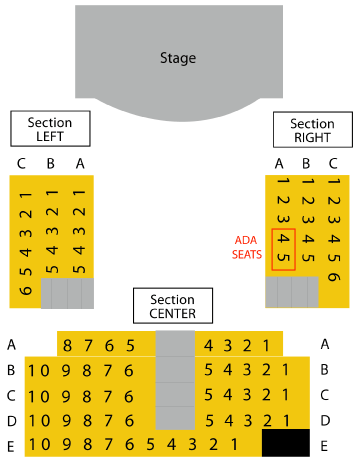 Stage
Section
LEFT
Section
RIGHT
C B A
A B C
1 1 1
2 2 2
3 3 3
4 4 4
5 5 5
6
1 1 1
2 2 2
3 3 3
4 4 4
5 5 5
6
ADA
SEATS
Section
CENTER
A 8 7 6 5 4 3 2 1 A
B 10 9 8 7 6 5 4 3 2 1 B
C 10 9 8 7 6 5 4 3 2 1 C
D 10 9 8 7 6 5 4 3 2 1 D
E 10 9 8 7 6 5 4 3 2 1 E